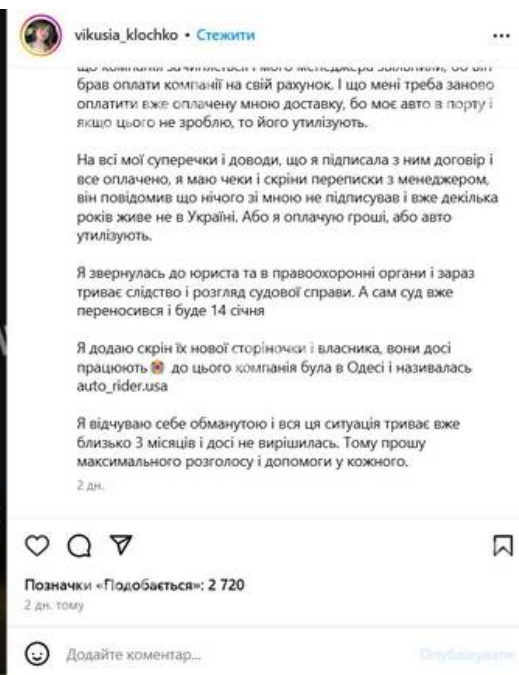 vikusia_klochko • Стежити
що компанія зачиняється і мого менеджера звільнили, бо він
брав оплати компанії на свій рахунок. І що мені треба заново
оплатити вже оплачену мною доставку, бо моє авто в порту і
якщо цього не зроблю, то його утилізують.
На всі мої суперечки і доводи, що я підписала з ним договір і
все оплачено, я маю чеки і скріни переписки з менеджером,
він повідомив що нічого зі мною не підписував і вже декілька
років живе не в Україні. Або я оплачую гроші, або авто
утилізують.
Я звернулась до юриста та в правоохоронні органи і зараз
триває слідство і розгляд судової справи. А сам суд вже
переносився і буде 14 січня
Я додаю скрін їх нової сторіночки і власника, вони досі
працюють до цього компанія була в Одесі і називалась
auto_rider.usa
Я відчуваю себе обманутою і вся ця ситуація триває вже
близько 3 місяців і досі не вирішилась. Тому прошу
максимального розголосу і допомоги у кожного.
2 дн.
Позначки «Подобається»: 2 720
2 дн. тому
Додайте коментар...
Опублікувати